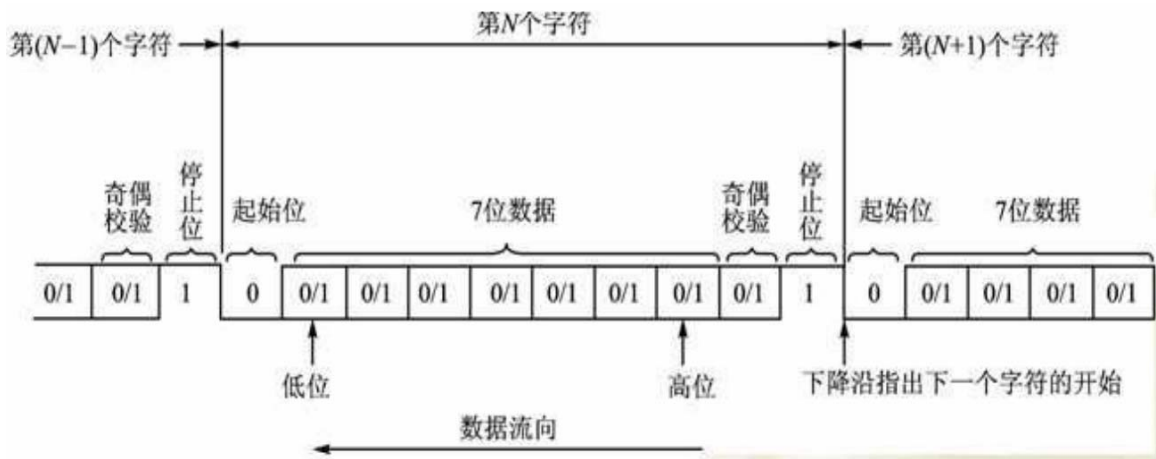 第N个字符
第(N−1)个字符
第(N+1)个字符
奇偶
校验
停止位
起始位
7位数据
奇偶
校验
停止位
起始位
7位数据
0/1 0/1 1 0 0/1 0/1 0/1 0/1 0/1 0/1 0/1 0/1 1 0 0/1 0/1 0/1 0/1
低位
高位
下降沿指出下一个字符的开始
数据流向